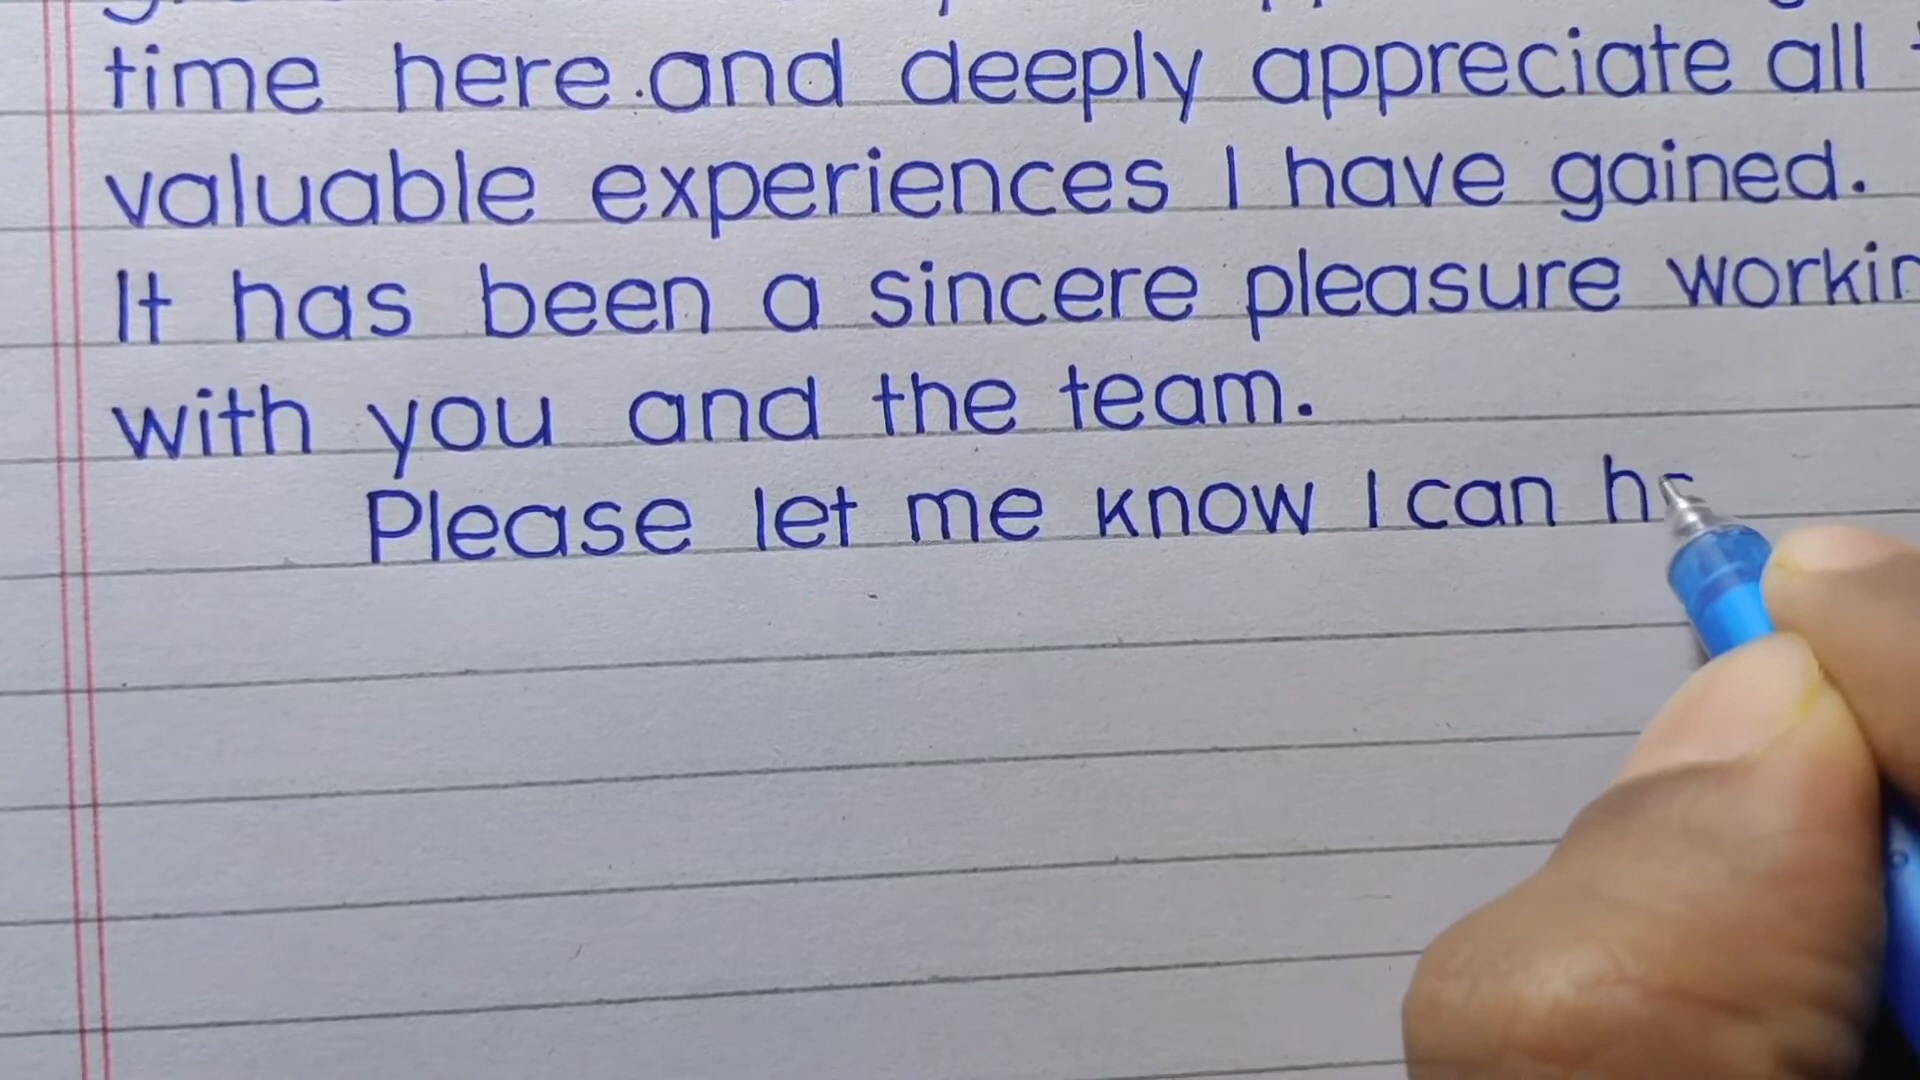 time here and deeply appreciate all
valuable experiences I have gained.
It has been a sincere pleasure
with you and the team.
Please let me know I can